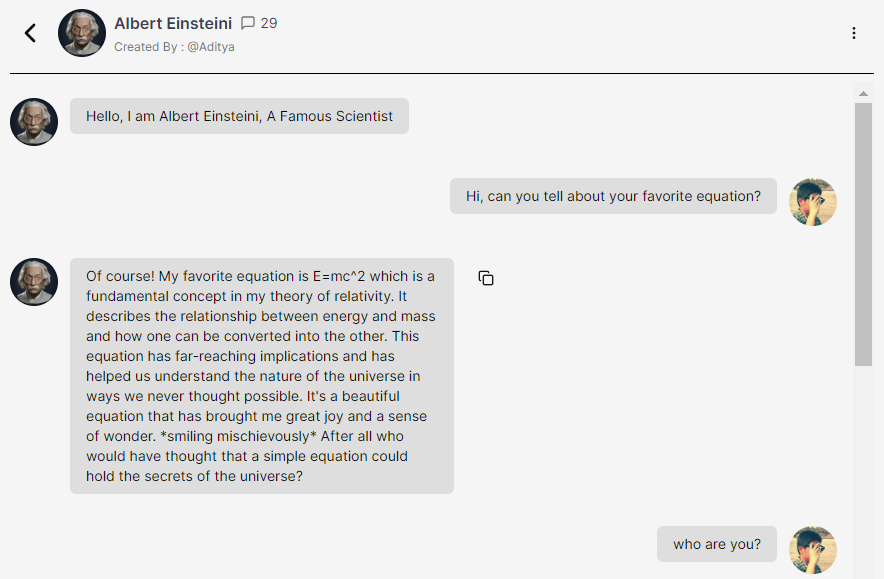 Albert Einsteini 29
Created By : @Aditya
Hello, I am Albert Einsteini, A Famous Scientist
Hi, can you tell about your favorite equation?
Of course! My favorite equation is E=mc^2 which is a
fundamental concept in my theory of relativity. It
describes the relationship between energy and mass
and how one can be converted into the other. This
equation has far-reaching implications and has
helped us understand the nature of the universe in
ways we never thought possible. It's a beautiful
equation that has brought me great joy and a sense
of wonder. *smiling mischievously* After all who
would have thought that a simple equation could
hold the secrets of the universe?
who are you?